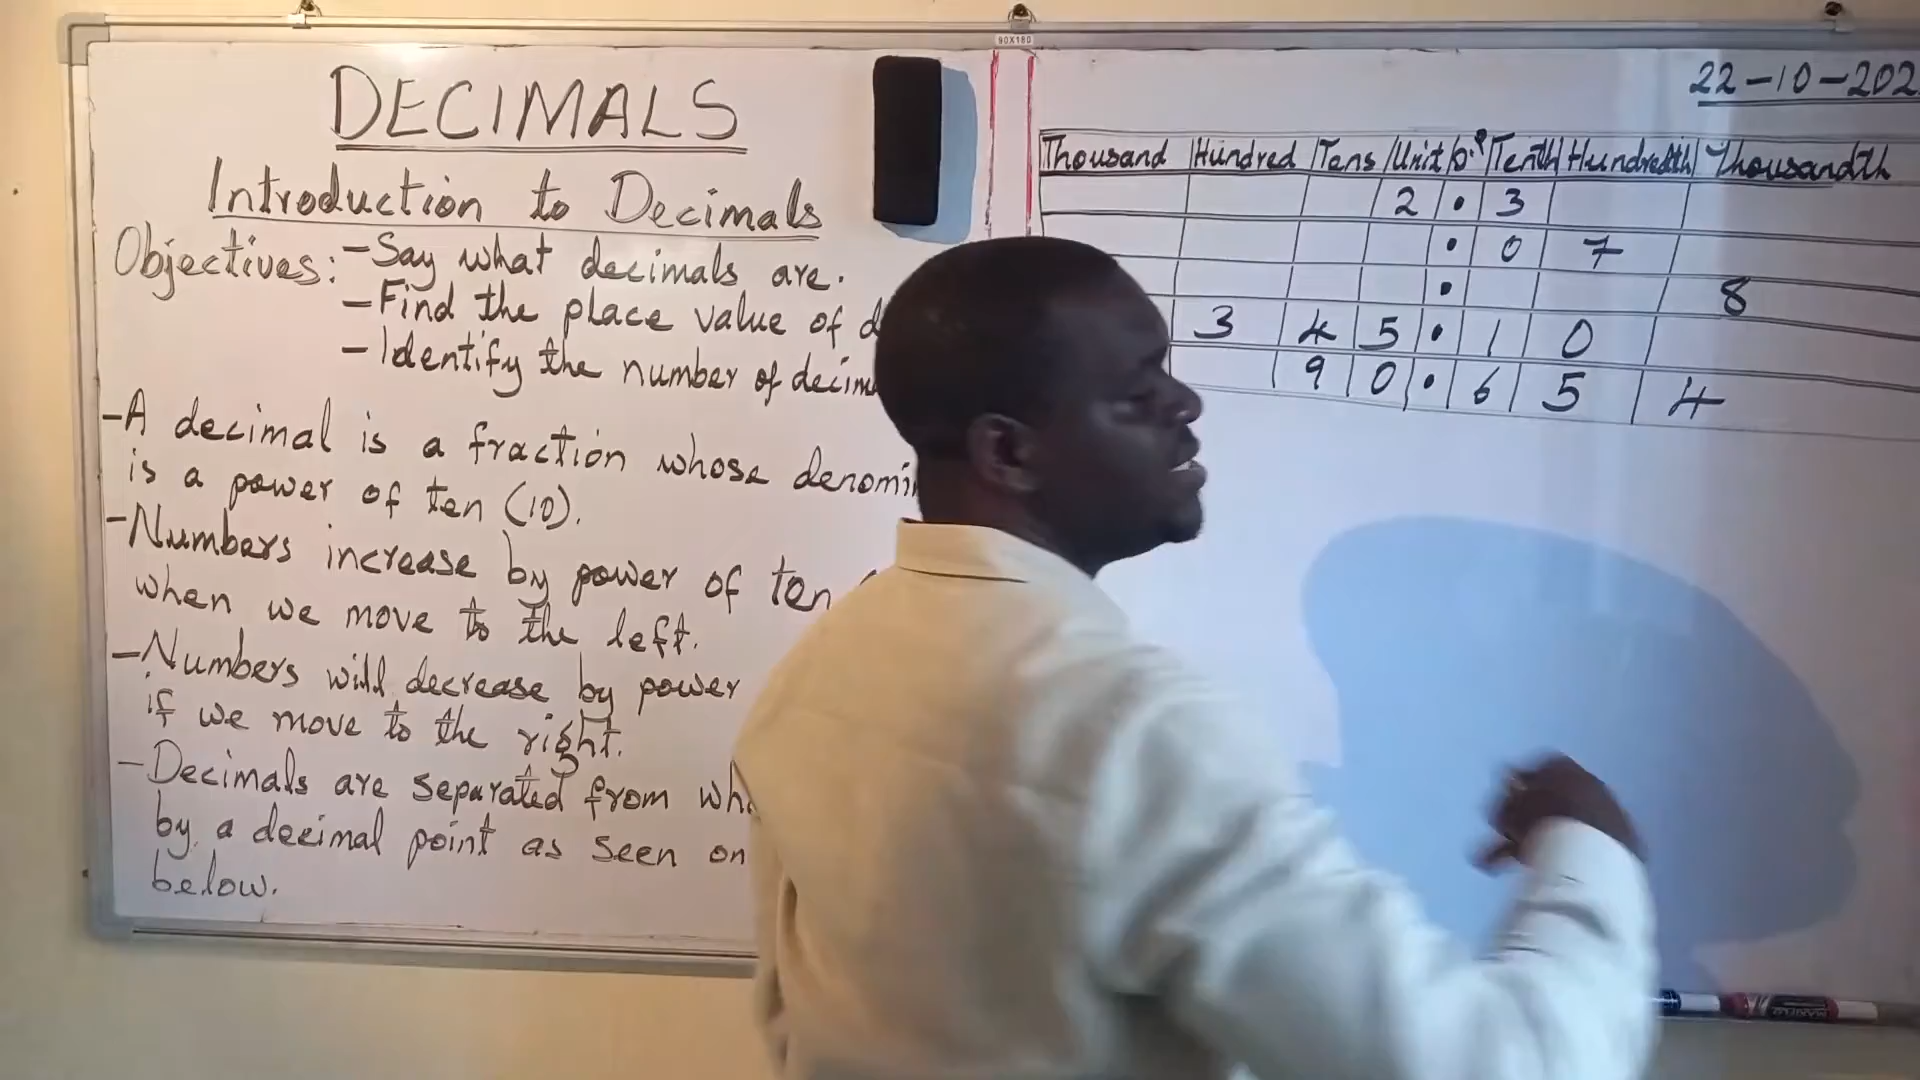 DECIMALS
Introduction to Decimals
Objectives: - Say what decimals are.
- Find the place value of
- Identify the number of
- A decimal is a fraction whose
is a power of ten (10).
- Numbers increase by power of ten
when we move to the left.
- Numbers will decrease by power
if we move to the right.
- Decimals are separated from
by a decimal point as seen on
below.
90X180
22-10-202
Thousand Hundred Tens Unit D.P Tenth Hundredth Thousandth
2 . 3
. 0 7
. 8
3 4 5 . 1 0
9 0 . 6 5 4